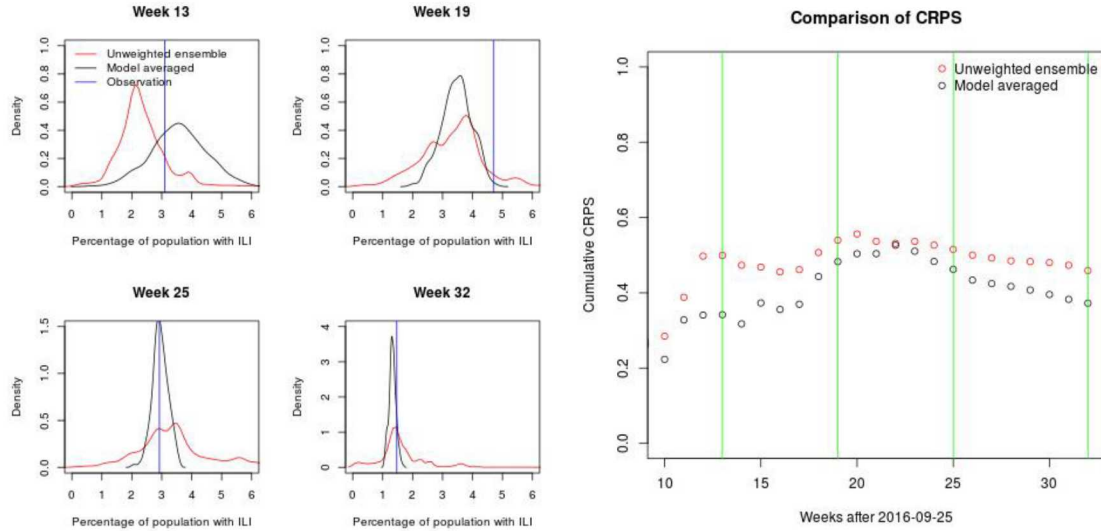 Week 13
Density
0.0 0.2 0.4 0.6 0.8 1.0
Unweighted ensemble
Model averaged
Observation
0 1 2 3 4 5 6
Percentage of population with ILI
Week 19
Density
0.0 0.2 0.4 0.6 0.8 1.0
0 1 2 3 4 5 6
Percentage of population with ILI
Week 25
Density
0.0 0.5 1.0 1.5
0 1 2 3 4 5 6
Percentage of population with ILI
Week 32
Density
0 1 2 3 4
0 1 2 3 4 5 6
Percentage of population with ILI
Comparison of CRPS
Cumulative CRPS
0.0 0.2 0.4 0.6 0.8 1.0
Unweighted ensemble
Model averaged
10 15 20 25 30
Weeks after 2016-09-25